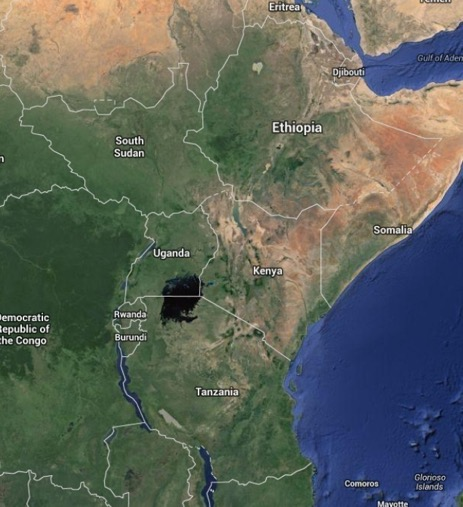 Eritrea
Gulf of Aden
Djibouti
Ethiopia
South
Sudan
Somalia
Uganda
Kenya
Rwanda
Democratic
Republic of
the Congo
Burundi
Tanzania
Glorioso
Islands
Comoros
Mayotte